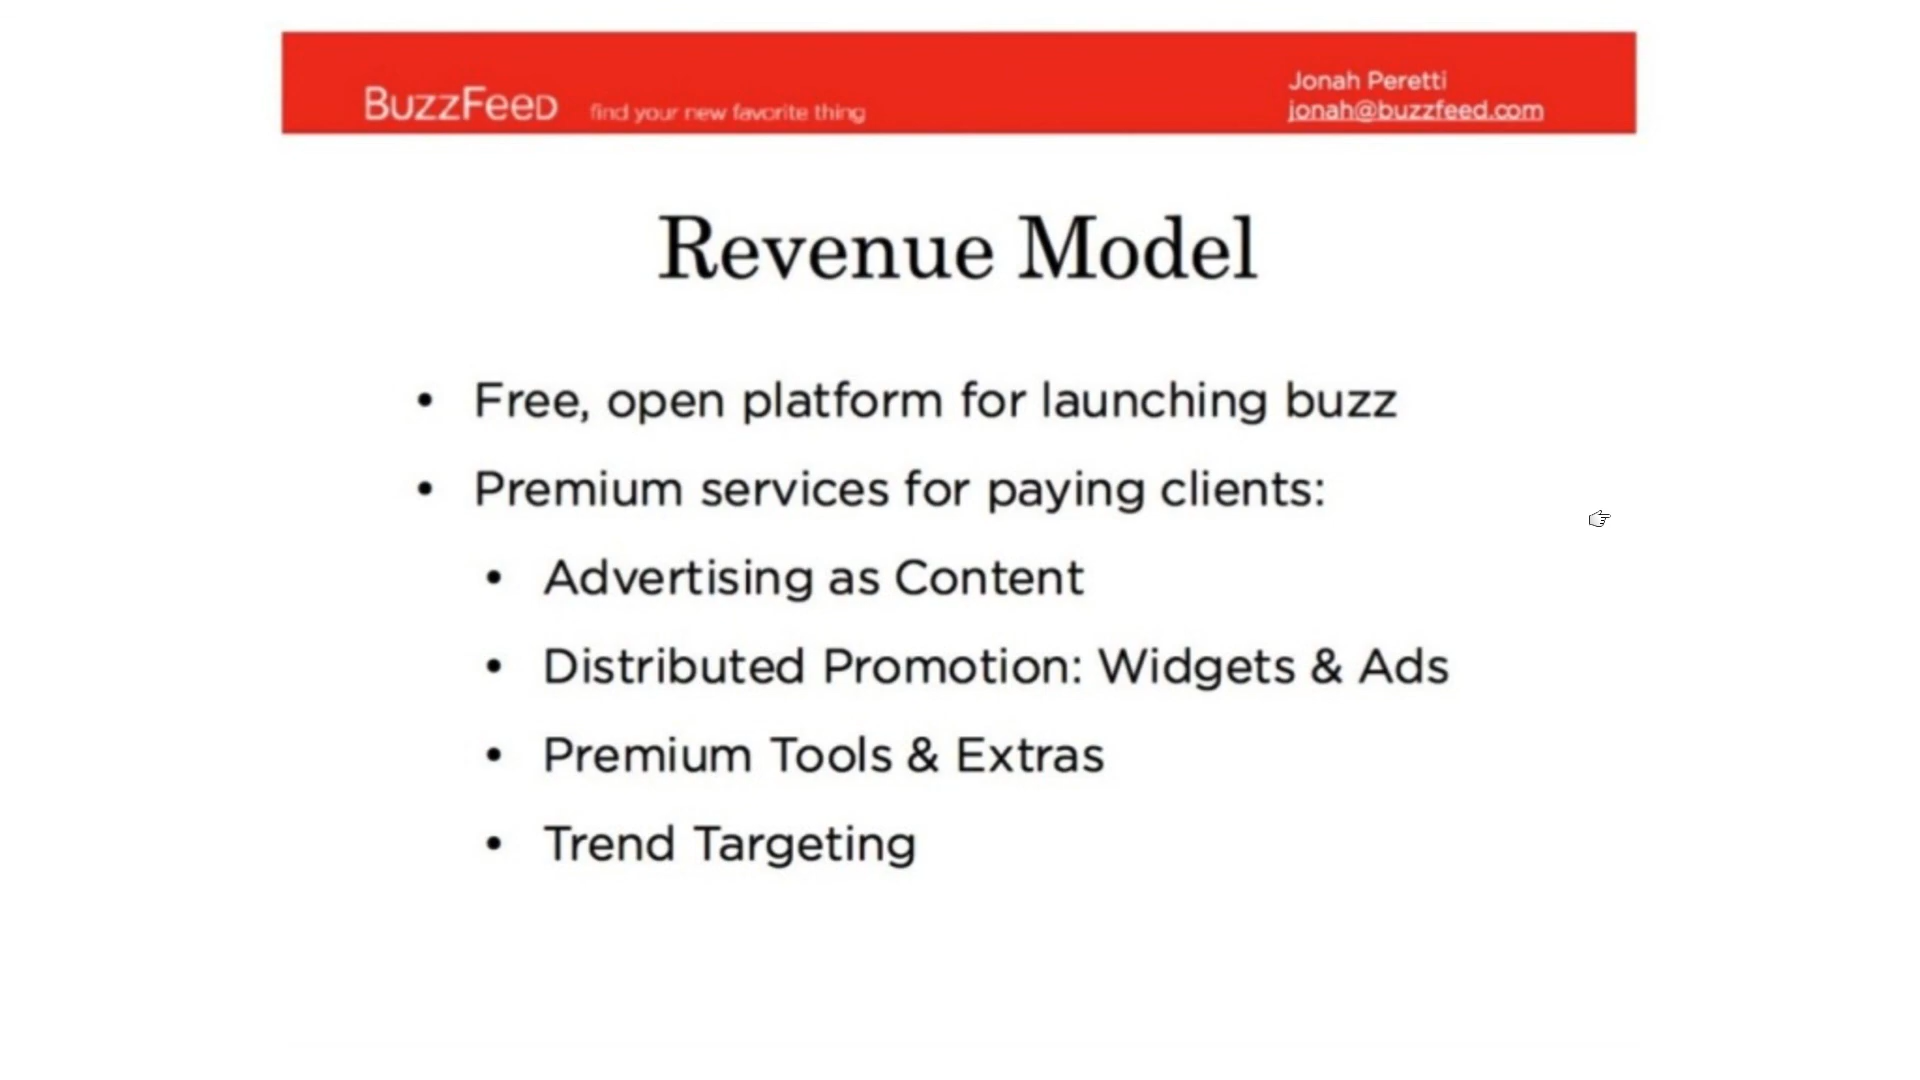 BuzzFeeD find your new favorite thing
Jonah Peretti
jonah@buzzfeed.com
Revenue Model
• Free, open platform for launching buzz
• Premium services for paying clients:
• Advertising as Content
• Distributed Promotion: Widgets & Ads
• Premium Tools & Extras
• Trend Targeting